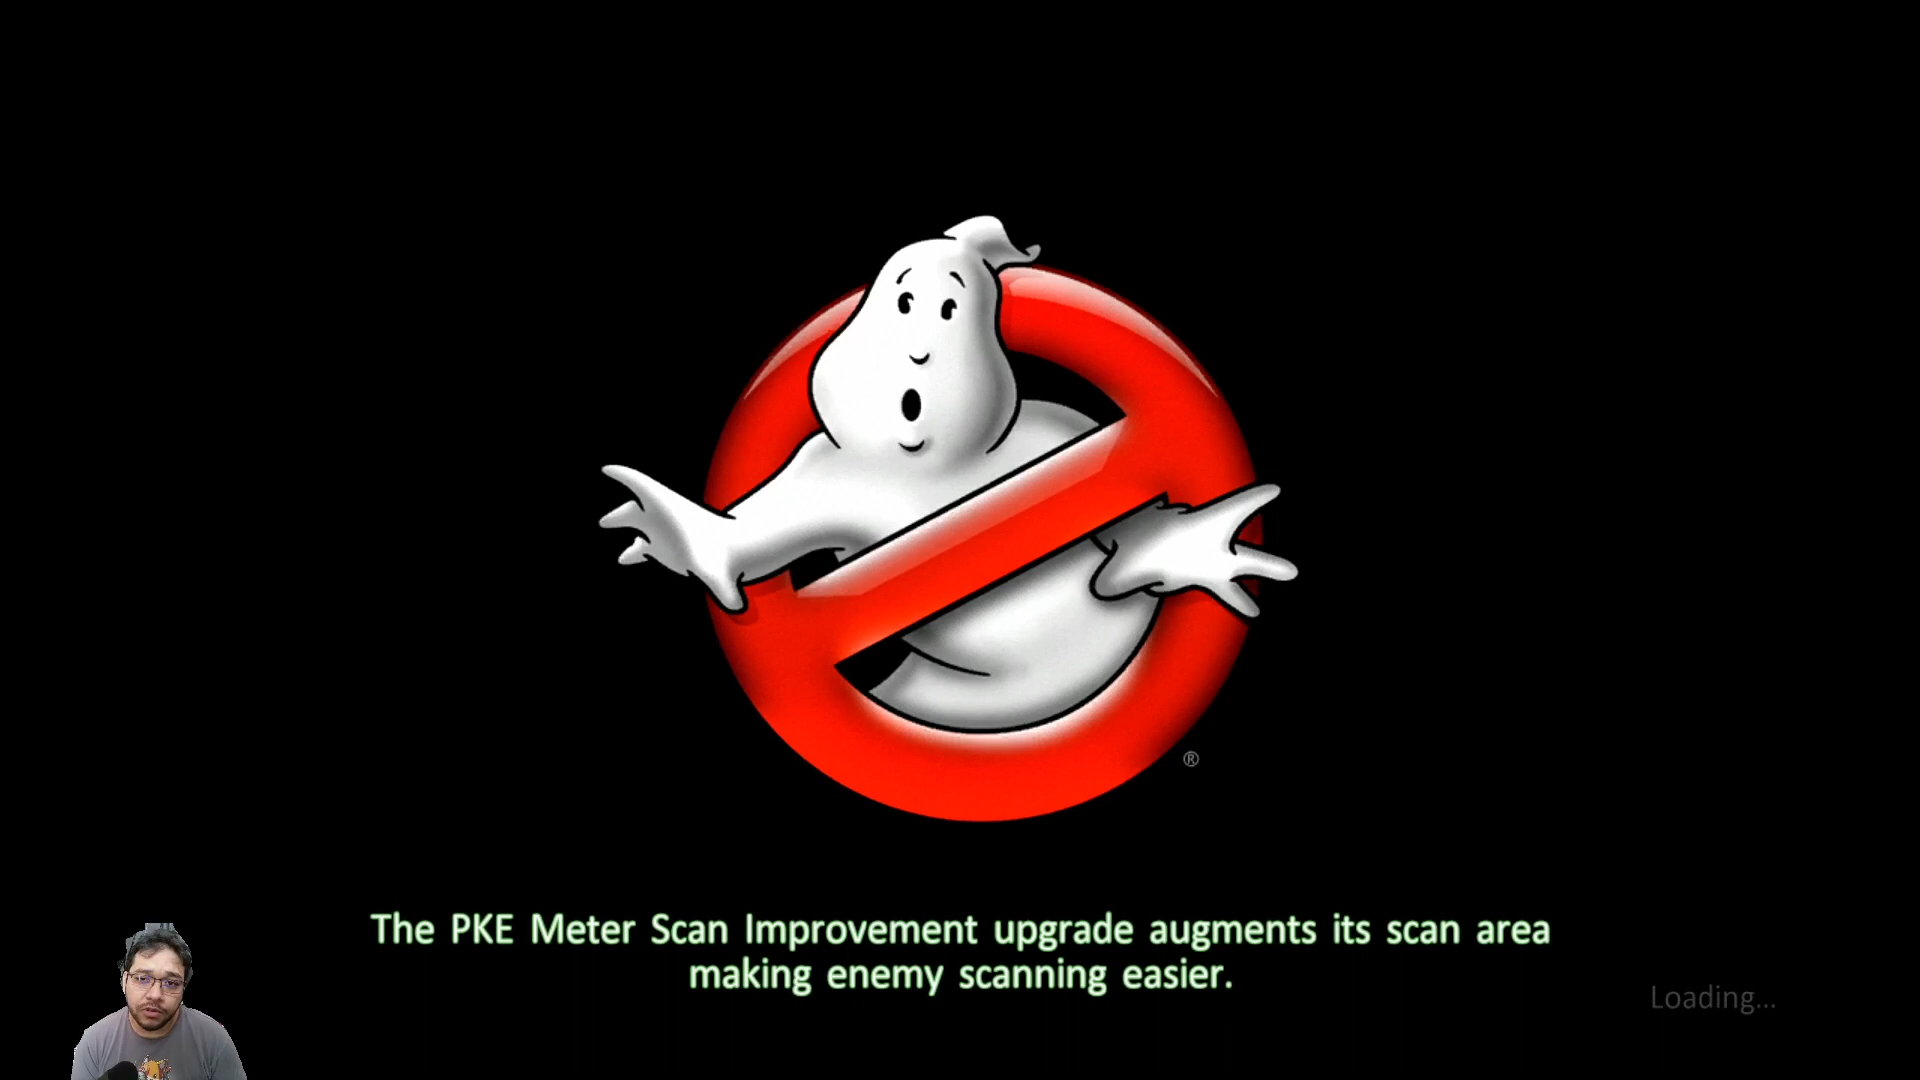 ®
The PKE Meter Scan Improvement upgrade augments its scan area
making enemy scanning easier.
Loading...